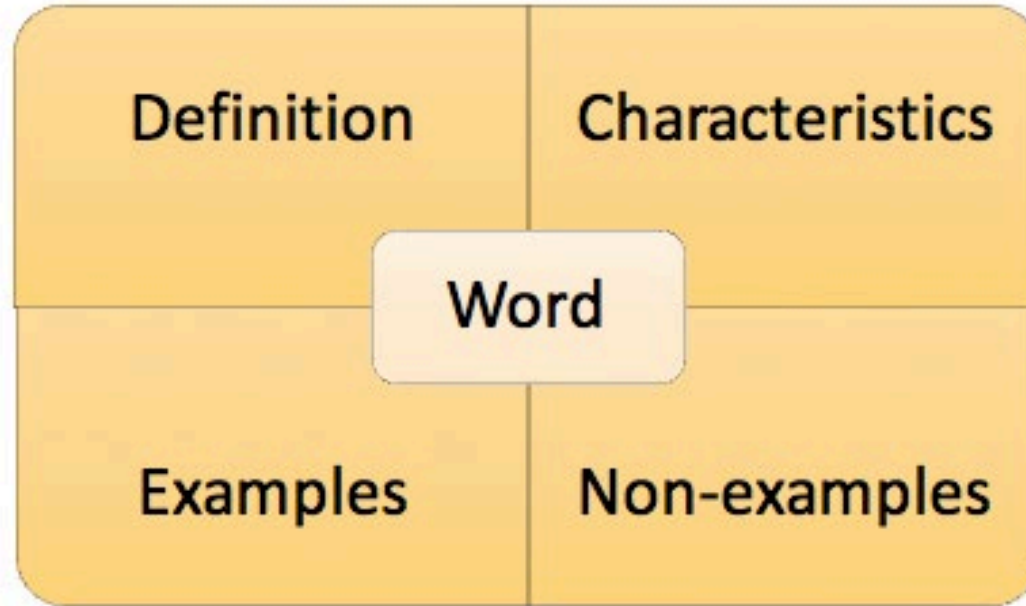 Definition
Characteristics
Word
Examples
Non-examples